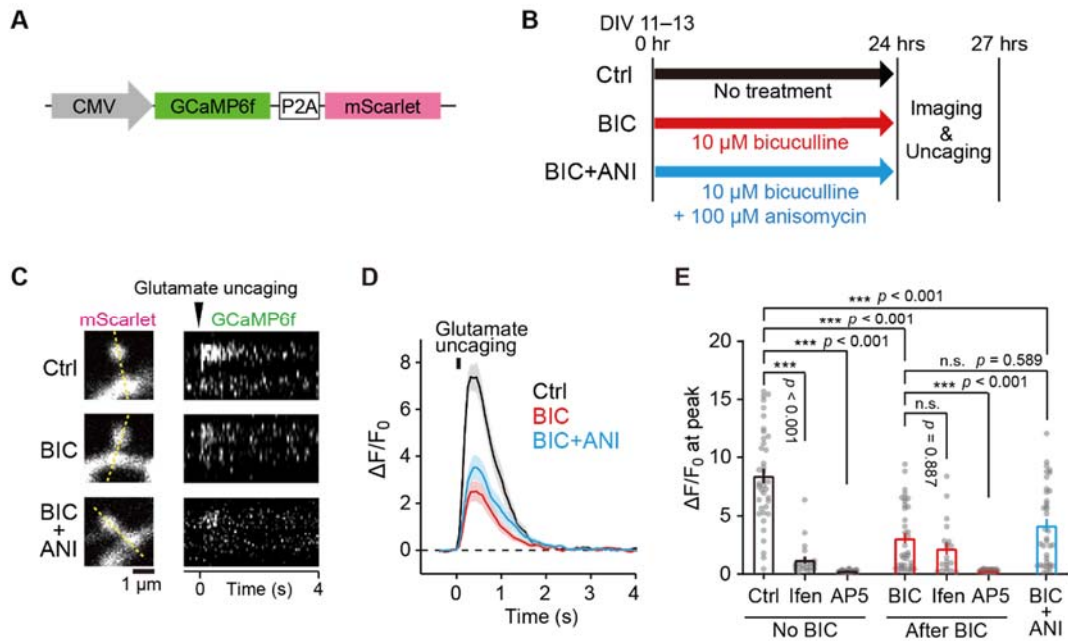 A
CMV
GCaMP6f
P2A
mScarlet
B
DIV 11–13
0 hr
24 hrs
27 hrs
Ctrl
No treatment
BIC
10 µM bicuculline
BIC+ANI
10 µM bicuculline
+ 100 µM anisomycin
Imaging
&
Uncaging
C
Glutamate uncaging
mScarlet
GCaMP6f
Ctrl
BIC
BIC
+
ANI
1 µm
0
Time (s)
4
D
Glutamate
uncaging
Ctrl
BIC
BIC+ANI
ΔF/F0
8
6
4
2
0
0
1
2
3
4
Time (s)
E
*** p < 0.001
*** p < 0.001
*** p < 0.001
n.s. p = 0.589
*** p < 0.001
***
p < 0.001
n.s.
p = 0.887
ΔF/F0 at peak
20
15
10
5
0
Ctrl
Ifen
AP5
BIC
Ifen
AP5
BIC
+
ANI
No BIC
After BIC